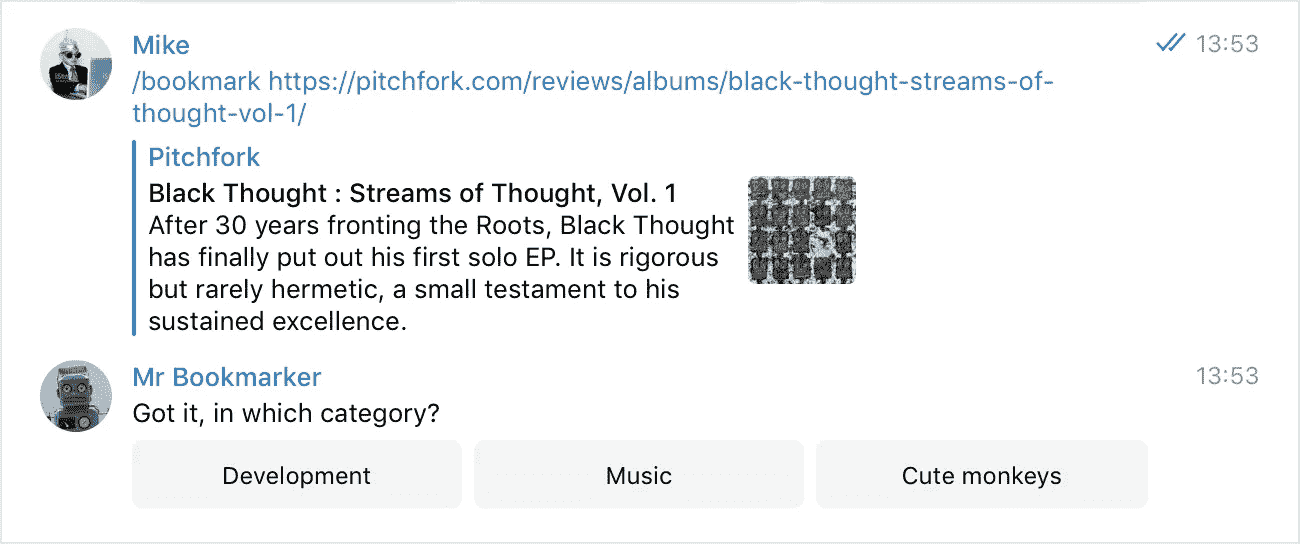 Mike
13:53
/bookmark https://pitchfork.com/reviews/albums/black-thought-streams-of-
thought-vol-1/
Pitchfork
Black Thought : Streams of Thought, Vol. 1
After 30 years fronting the Roots, Black Thought
has finally put out his first solo EP. It is rigorous
but rarely hermetic, a small testament to his
sustained excellence.
Mr Bookmarker
13:53
Got it, in which category?
Development
Music
Cute monkeys